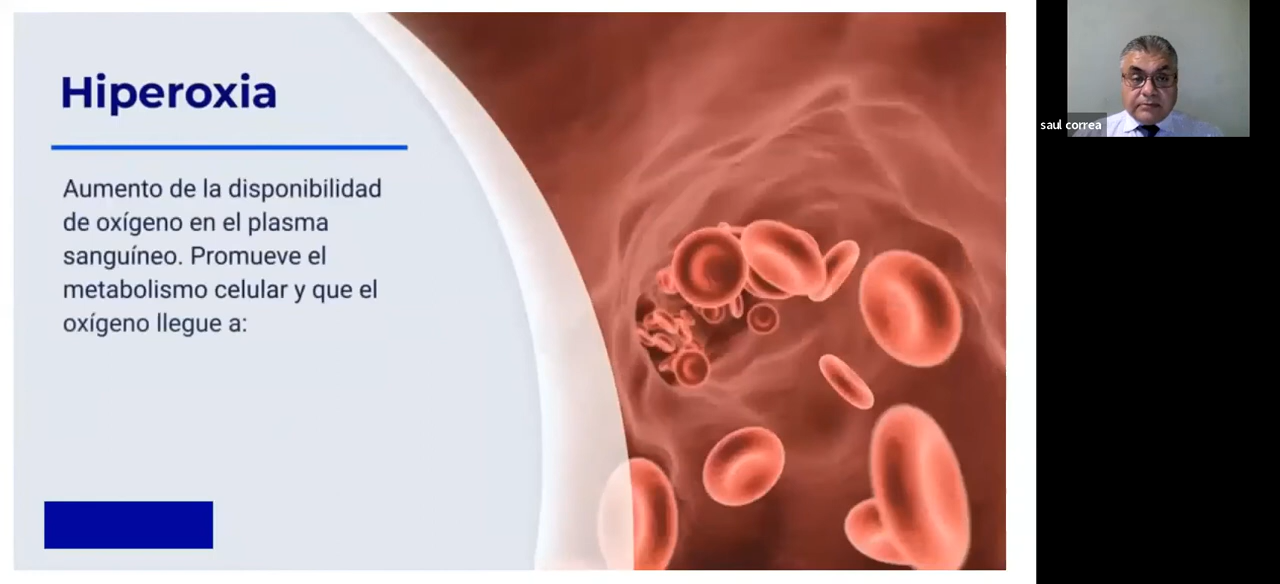 Hiperoxia
Aumento de la disponibilidad
de oxígeno en el plasma
sanguíneo. Promueve el
metabolismo celular y que el
oxígeno llegue a:
saul correa